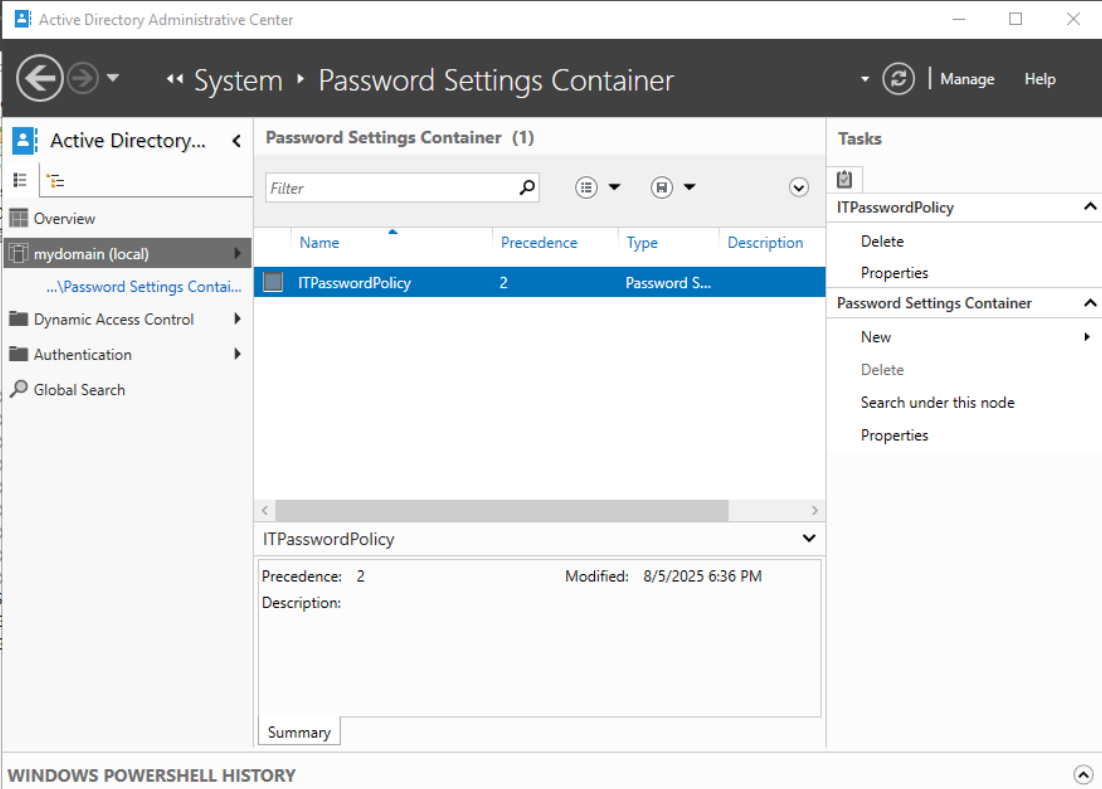 Active Directory Administrative Center
System Password Settings Container
Manage Help
Active Directory...
Overview
mydomain (local)
...\Password Settings Contai...
Dynamic Access Control
Authentication
Global Search
Password Settings Container (1)
Filter
Name Precedence Type Description
ITPasswordPolicy 2 Password S...
ITPasswordPolicy
Precedence: 2 Modified: 8/5/2025 6:36 PM
Description:
Summary
Tasks
ITPasswordPolicy
Delete
Properties
Password Settings Container
New
Delete
Search under this node
Properties
WINDOWS POWERSHELL HISTORY